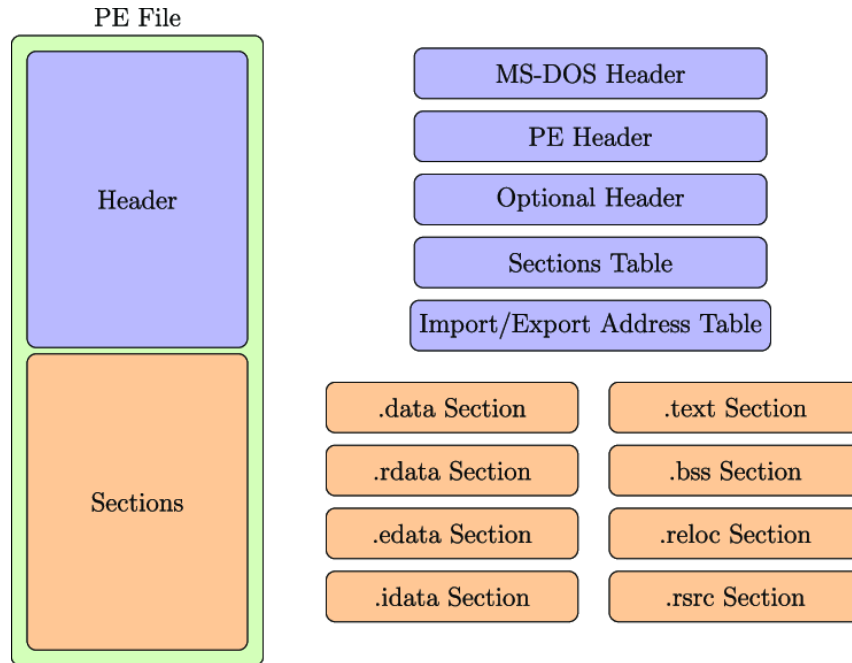 PE File
Header
Sections
MS-DOS Header
PE Header
Optional Header
Sections Table
Import/Export Address Table
.data Section
.text Section
.rdata Section
.bss Section
.edata Section
.reloc Section
.idata Section
.rsrc Section